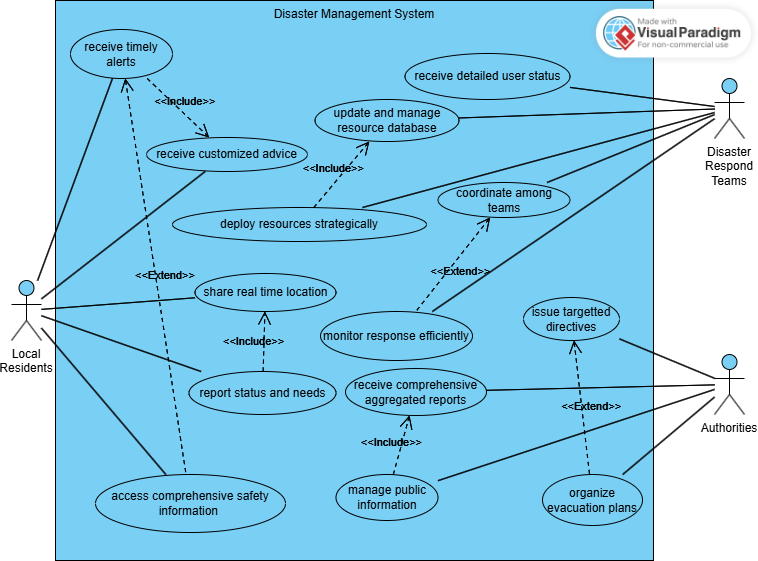 Disaster Management System
Made with
Visual Paradigm
For non-commercial use
receive timely
alerts
receive detailed user status
<<Include>>
update and manage
resource database
Disaster
Respond
Teams
receive customized advice
<<Include>>
coordinate among
teams
deploy resources strategically
<<Extend>>
<<Extend>>
share real time location
issue targetted
directives
monitor response efficiently
<<Include>>
Local
Residents
report status and needs
receive comprehensive
aggregated reports
<<Extend>>
Authorities
<<Include>>
access comprehensive safety
information
manage public
information
organize
evacuation plans